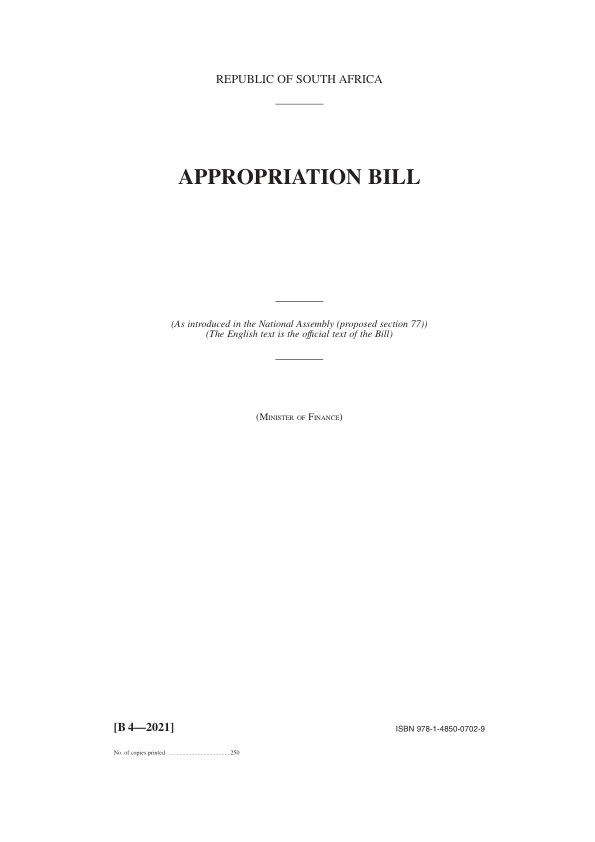 REPUBLIC OF SOUTH AFRICA
APPROPRIATION BILL
(As introduced in the National Assembly (proposed section 77))
(The English text is the official text of the Bill)
(Minister of Finance)
[B 4—2021]
ISBN 978-1-4850-0702-9
No. of copies printed .........................................250